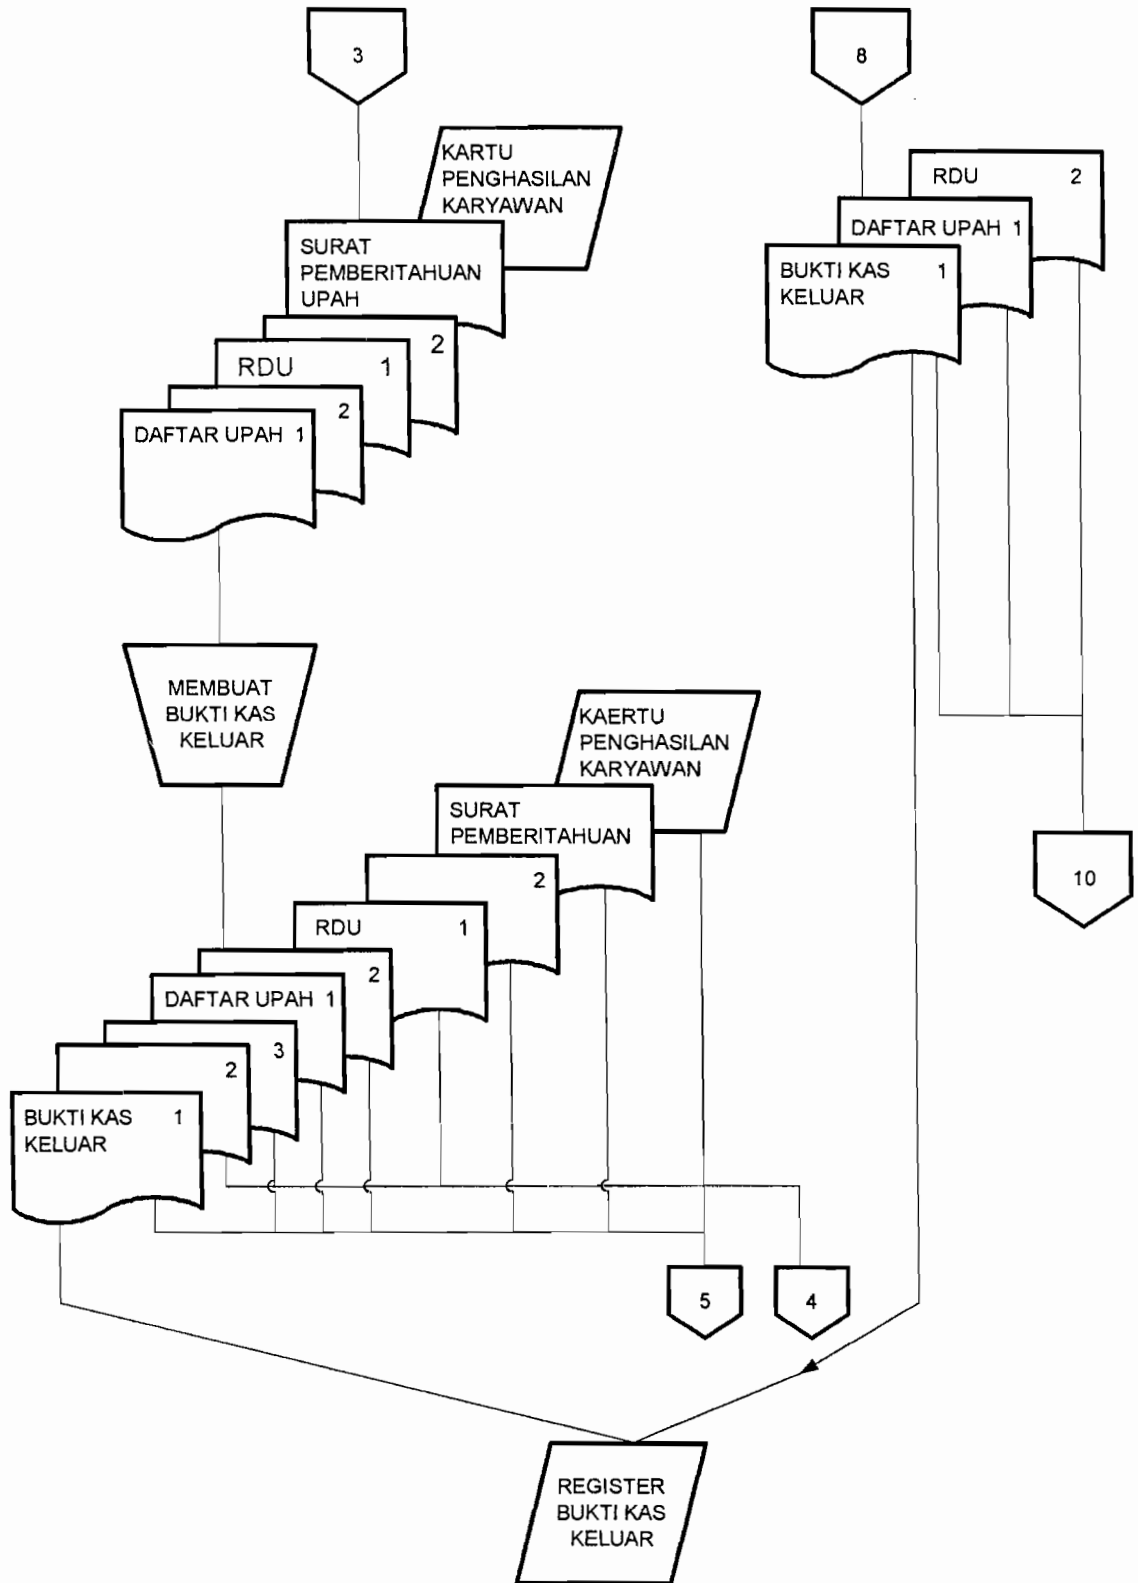 3
8
KARTU
PENGHASILAN
KARYAWAN
SURAT
PEMBERITAHUAN
UPAH
2
RDU 1
2
DAFTAR UPAH 1
RDU 2
DAFTAR UPAH 1
BUKTI KAS 1
KELUAR
MEMBUAT
BUKTI KAS
KELUAR
KAERTU
PENGHASILAN
KARYAWAN
SURAT
PEMBERITAHUAN
2
RDU 1
2
DAFTAR UPAH 1
3
2
BUKTI KAS 1
KELUAR
10
5
4
REGISTER
BUKTI KAS
KELUAR